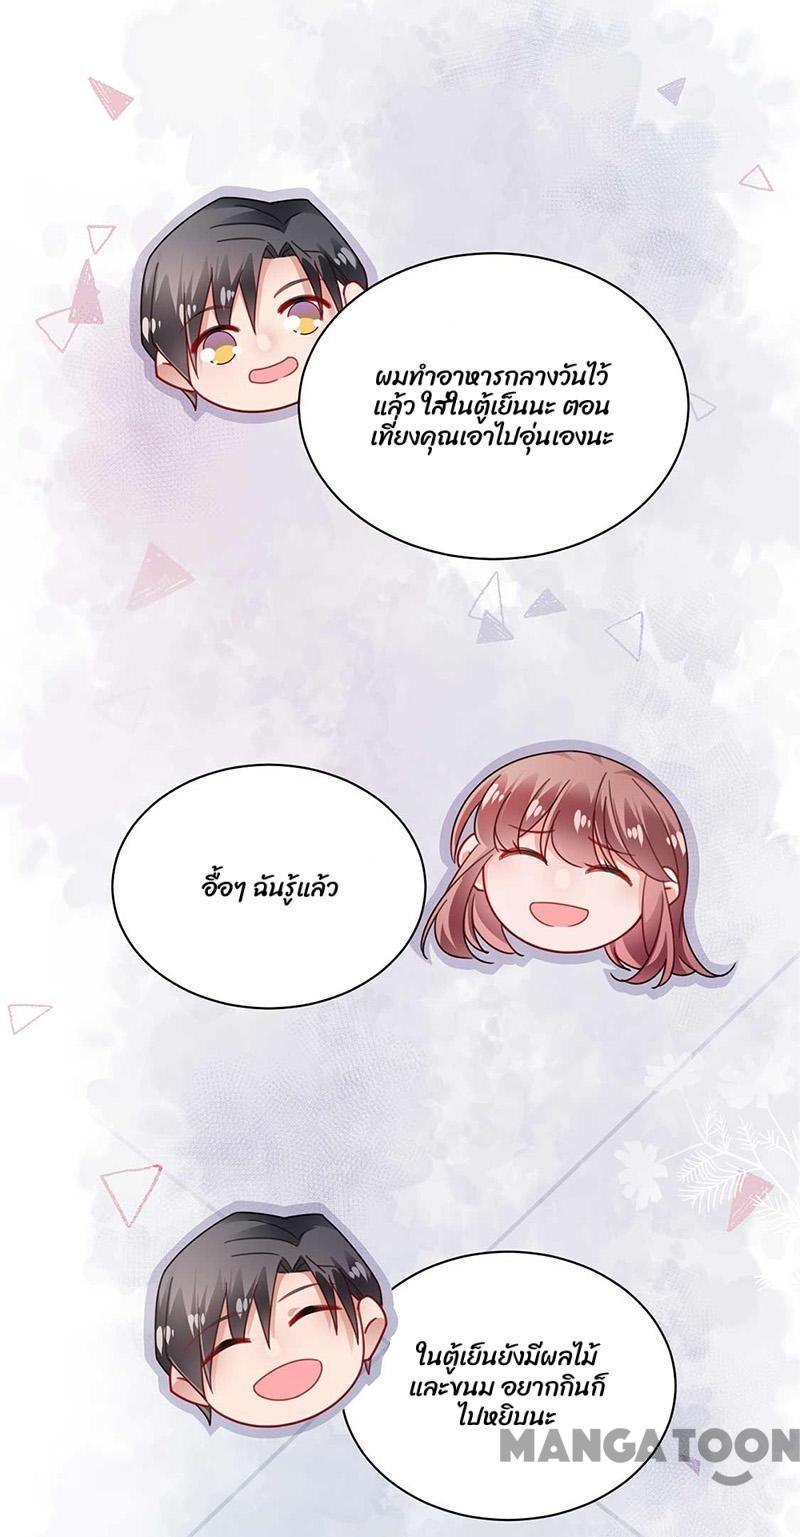 ผมทำอาหารกลางวันไว้
แล้ว ใส่ในตู้เย็นนะ ตอน
เที่ยงคุณเอาไปอุ่นเองนะ
อื้อๆ ฉันรู้แล้ว
ในตู้เย็นยังมีผลไม้
และขนม อยากกินก็
ไปหยิบนะ
MANGATOON